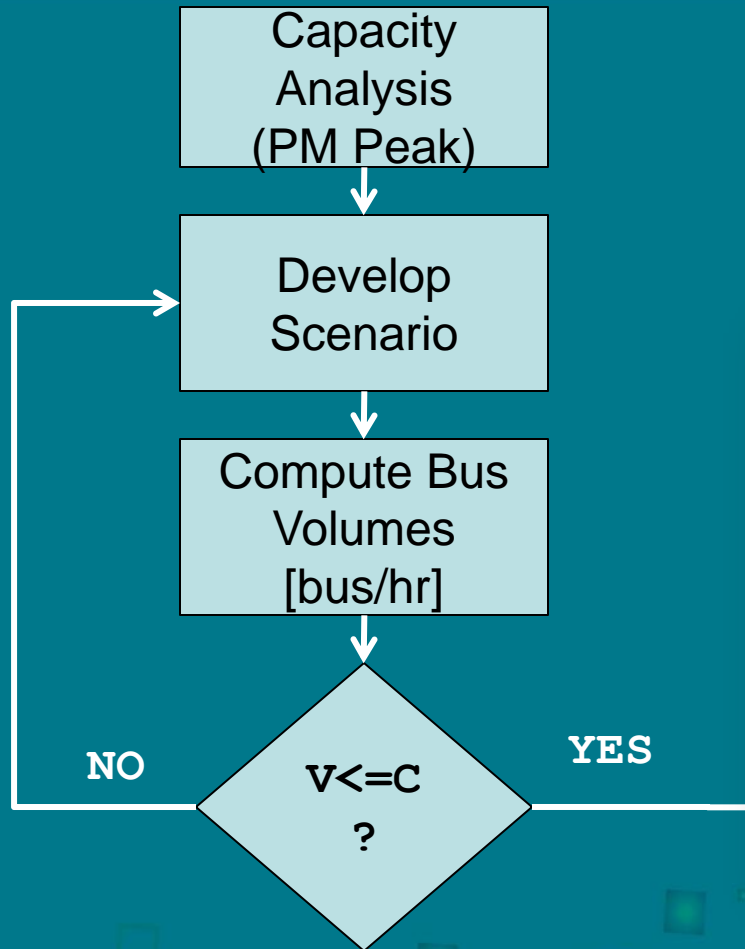 Capacity
Analysis
(PM Peak)
Develop
Scenario
Compute Bus
Volumes
[bus/hr]
NO
V<=C
?
YES